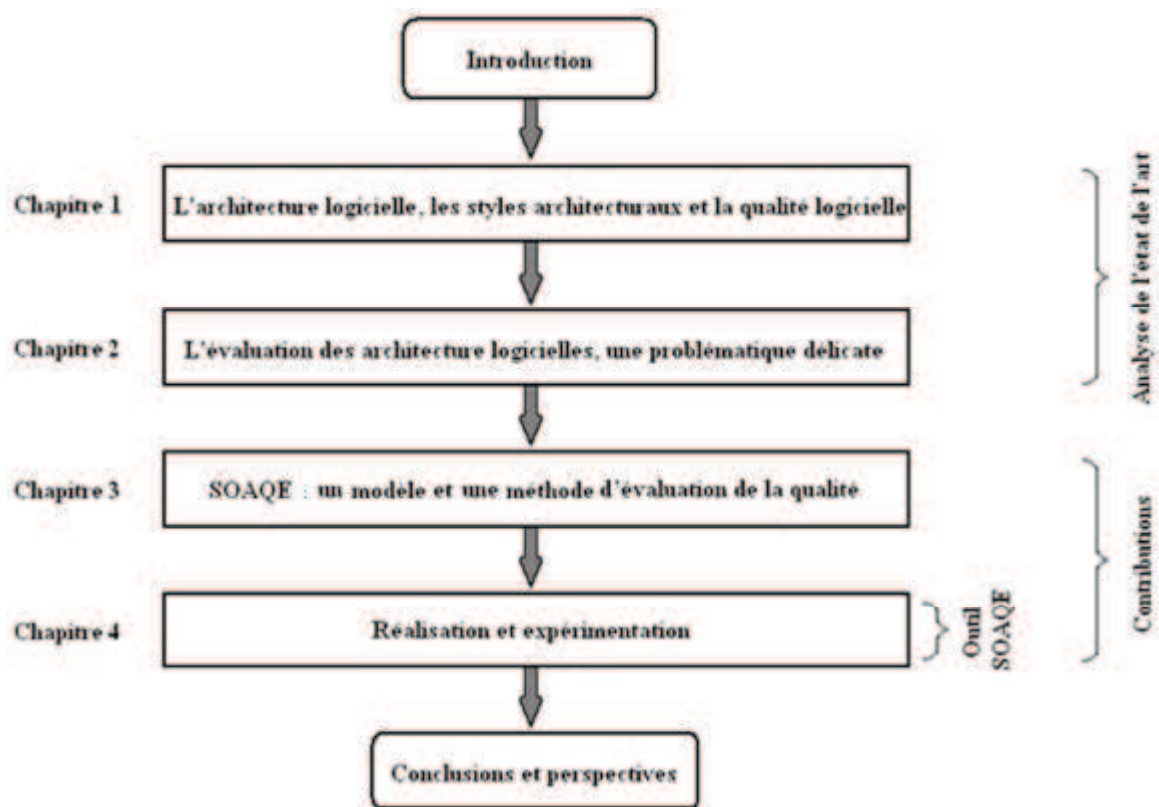 Introduction
Chapitre 1
L'architecture logicielle, les styles architecturaux et la qualité logicielle
Chapitre 2
L'évaluation des architecture logicielles, une problématique délicate
Analyse de l'état de l'art
Chapitre 3
SOAQE : un modèle et une méthode d'évaluation de la qualité
Chapitre 4
Réalisation et expérimentation
Outil
SOAQE
Contributions
Conclusions et perspectives